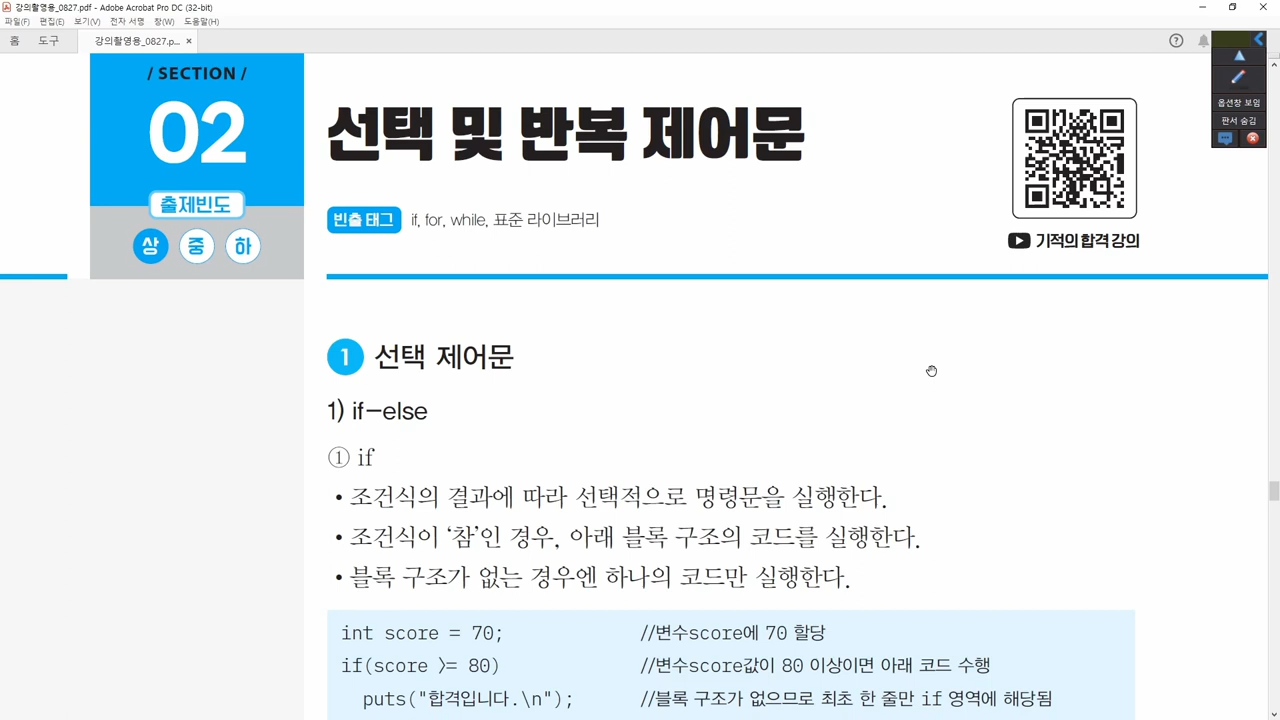 강의촬영용_0827.pdf - Adobe Acrobat Pro DC (32-bit)
파일(F) 편집(E) 보기(V) 전자 서명 창(W) 도움말(H)
홈 도구 강의촬영용_0827.p... ×
옵션창 보임
판서 숨김
/ SECTION /
02
출제빈도
상 중 하
선택 및 반복 제어문
빈출 태그 if, for, while, 표준 라이브러리
기적의 합격 강의
1 선택 제어문
1) if-else
① if
• 조건식의 결과에 따라 선택적으로 명령문을 실행한다.
• 조건식이 ‘참’인 경우, 아래 블록 구조의 코드를 실행한다.
• 블록 구조가 없는 경우엔 하나의 코드만 실행한다.
int score = 70; //변수score에 70 할당
if(score >= 80) //변수score값이 80 이상이면 아래 코드 수행
puts("합격입니다.\n"); //블록 구조가 없으므로 최초 한 줄만 if 영역에 해당됨